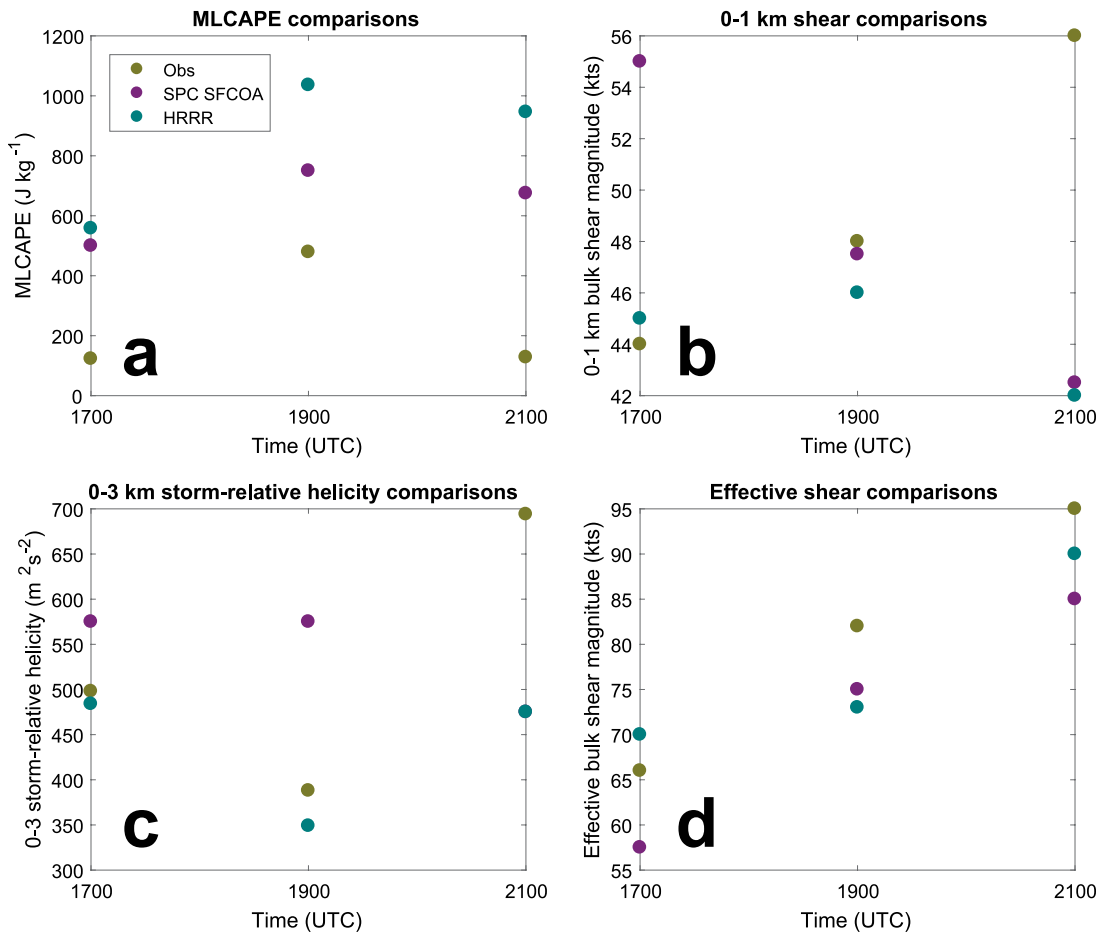 MLCAPE comparisons
1200
1000
800
600
400
200
0
MLCAPE (J kg⁻¹)
Obs
SPC SFCOA
HRRR
a
1700
1900
2100
Time (UTC)
0-1 km shear comparisons
56
54
52
50
48
46
44
42
0-1 km bulk shear magnitude (kts)
b
1700
1900
2100
Time (UTC)
0-3 km storm-relative helicity comparisons
700
650
600
550
500
450
400
350
300
0-3 storm-relative helicity (m ²s⁻²)
c
1700
1900
2100
Time (UTC)
Effective shear comparisons
95
90
85
80
75
70
65
60
55
Effective bulk shear magnitude (kts)
d
1700
1900
2100
Time (UTC)